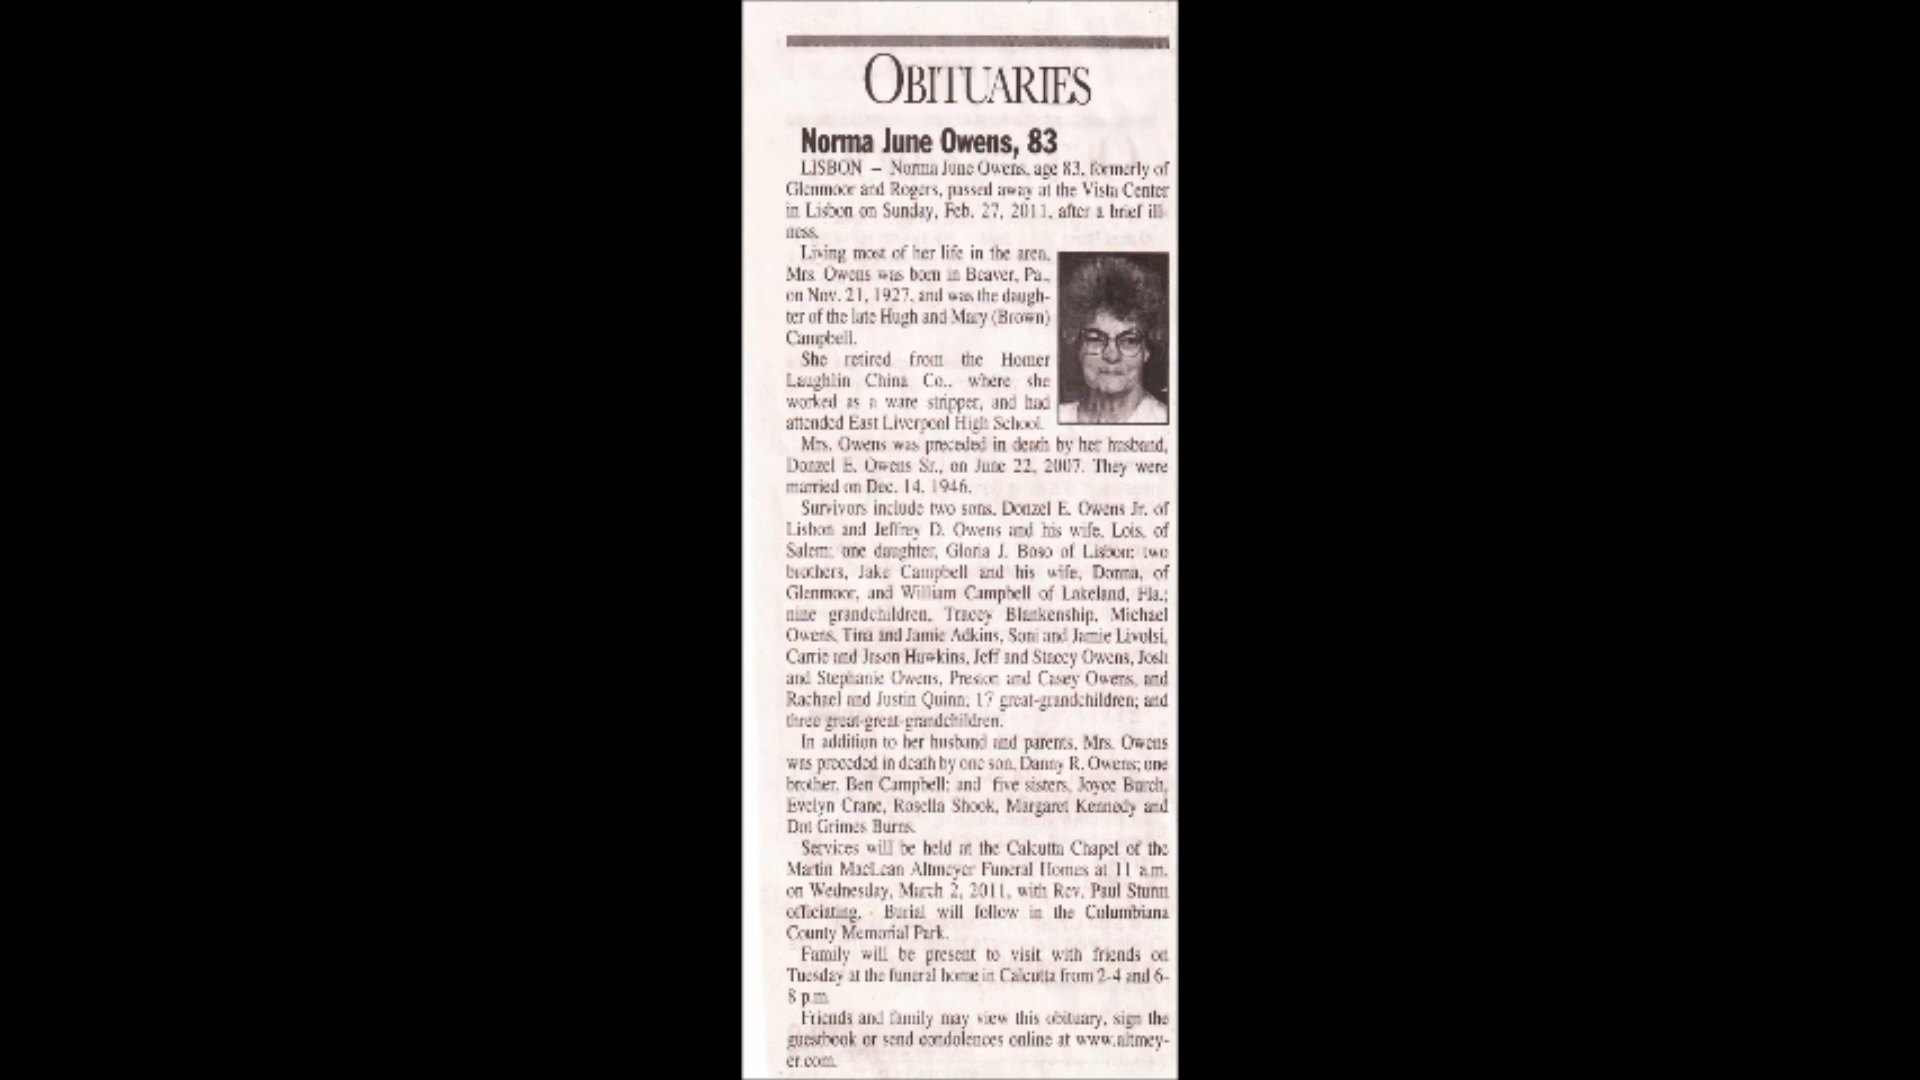 OBITUARIES
Norma June Owens, 83
LISBON – Norma June Owens, age 83, formerly of
Glenmoor and Rogers, passed away at the Vista Center
in Lisbon on Sunday, Feb. 27, 2011, after a brief ill-
ness.
Living most of her life in the area,
Mrs. Owens was born in Beaver, Pa.,
on Nov. 21, 1927, and was the daugh-
ter of the late Hugh and Mary (Brown)
Campbell.
She retired from the Homer
Laughlin China Co., where she
worked as a ware stripper, and had
attended East Liverpool High School.
Mrs. Owens was preceded in death by her husband,
Donzel E. Owens Sr., on June 22, 2007. They were
married on Dec. 14, 1946.
Survivors include two sons, Donzel E. Owens Jr. of
Lisbon and Jeffrey D. Owens and his wife, Lois, of
Salem; one daughter, Gloria J. Boso of Lisbon; two
brothers, Jake Campbell and his wife, Donna, of
Glenmoor, and William Campbell of Lakeland, Fla.;
nine grandchildren, Tracey Blankenship, Michael
Owens, Tina and Jamie Adkins, Soni and Jamie Livolsi,
Carrie and Jason Hawkins, Jeff and Stacey Owens, Josh
and Stephanie Owens, Preston and Casey Owens, and
Rachael and Justin Quinn; 17 great-grandchildren; and
three great-great-grandchildren.
In addition to her husband and parents, Mrs. Owens
was preceded in death by one son, Danny R. Owens; one
brother, Ben Campbell; and five sisters, Joyce Burch,
Evelyn Crane, Rosella Shook, Margaret Kennedy and
Dot Grimes Burns.
Services will be held at the Calcutta Chapel of the
Martin MacLean Altmeyer Funeral Homes at 11 a.m.
on Wednesday, March 2, 2011, with Rev. Paul Stunn
officiating. Burial will follow in the Columbiana
County Memorial Park.
Family will be present to visit with friends on
Tuesday at the funeral home in Calcutta from 2-4 and 6-
8 p.m.
Friends and family may view this obituary, sign the
guestbook or send condolences online at www.altmey-
er.com.